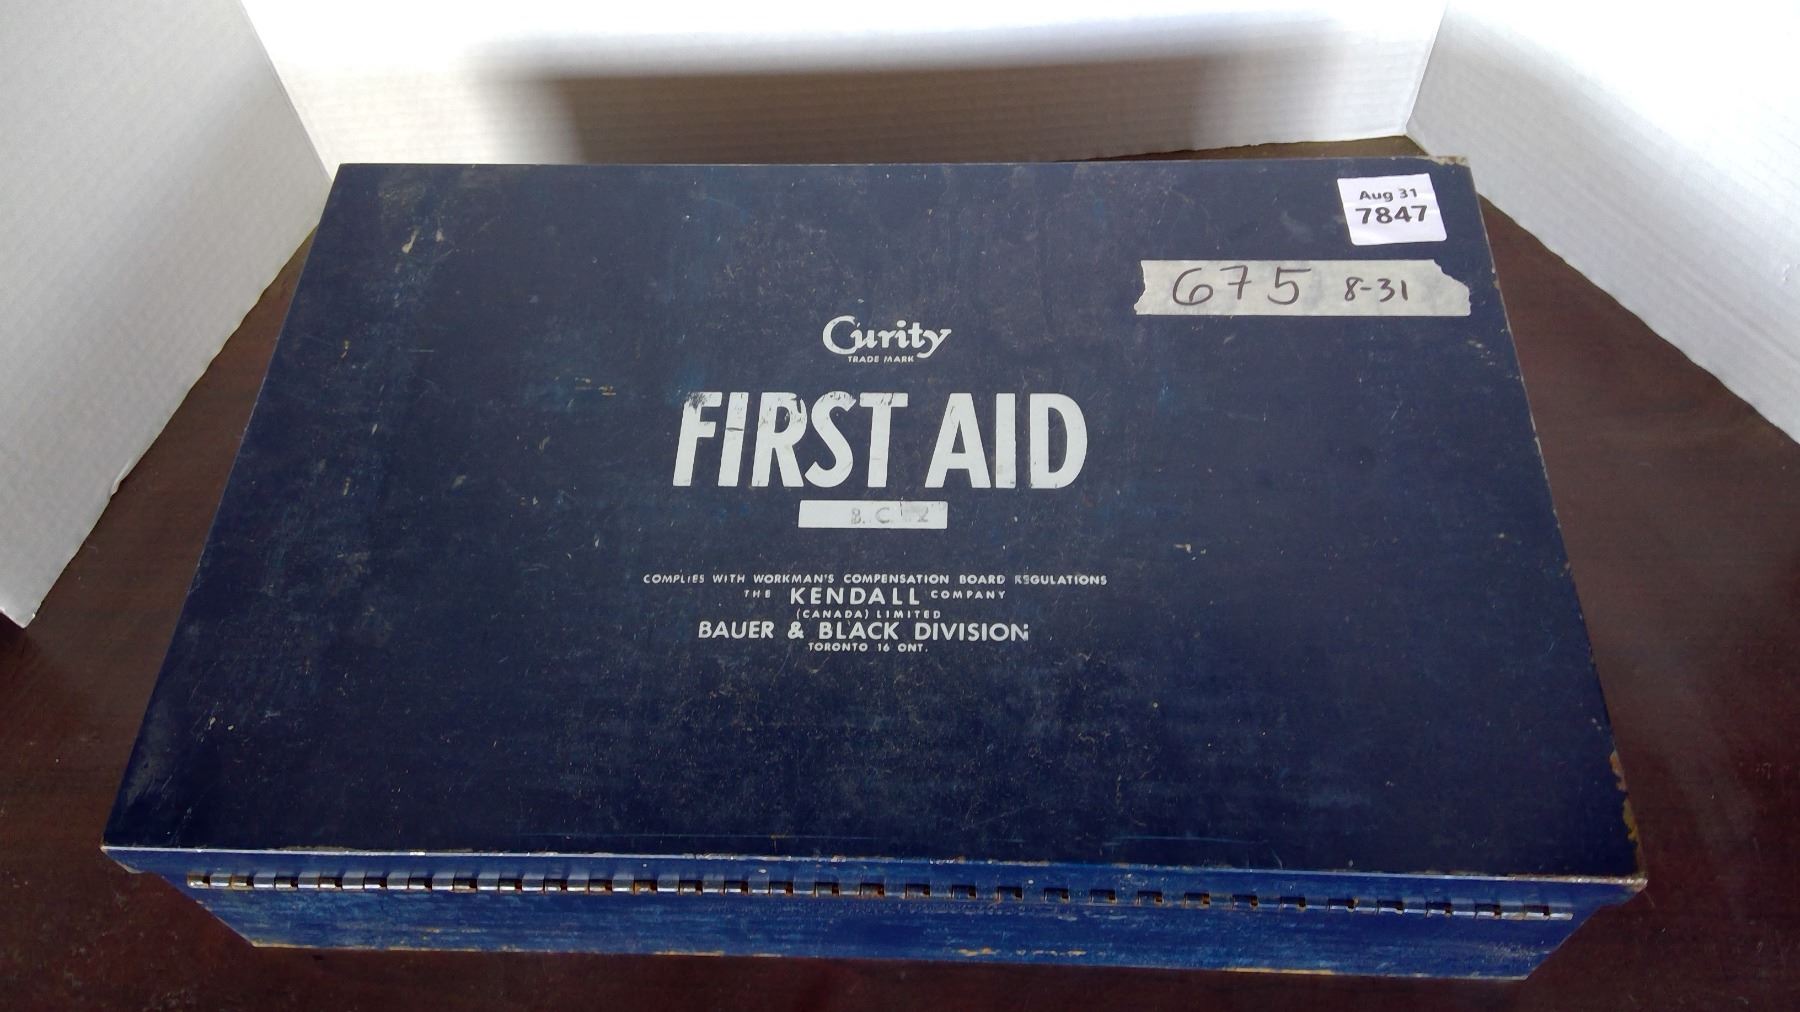 Aug 31
7847
675 8-31
Curity
TRADE MARK
FIRST AID
B. C. 2
COMPLIES WITH WORKMAN'S COMPENSATION BOARD REGULATIONS
THE KENDALL COMPANY
(CANADA) LIMITED
BAUER & BLACK DIVISION
TORONTO 16 ONT.